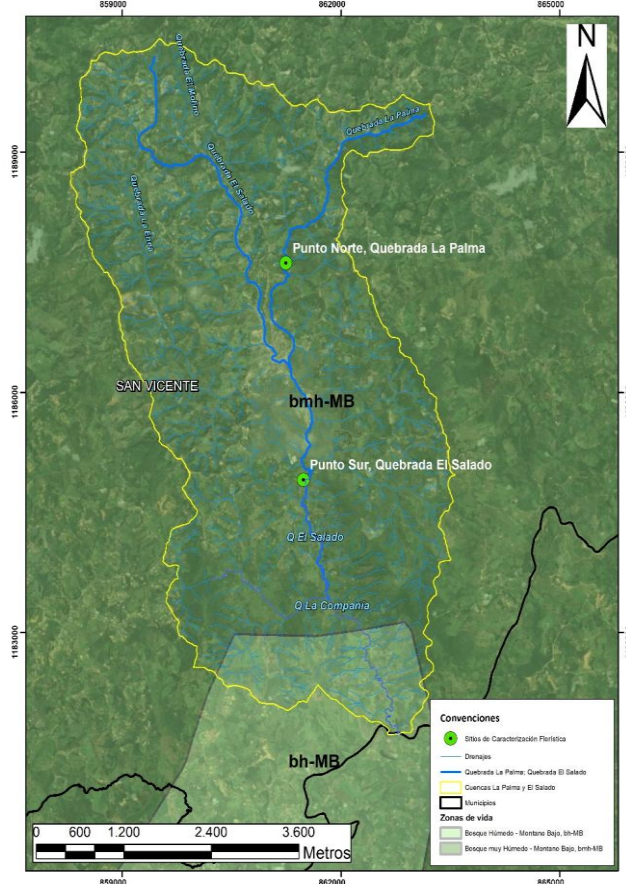 859000 862000 865000
N
Quebrada El Molino
Quebrada La Palma
1189000
Quebrada El Salado
Punto Norte, Quebrada La Palma
SAN VICENTE
1186000
bmh-MB
Punto Sur, Quebrada El Salado
Q El Salado
Q La Compañia
1183000
bh-MB
Convenciones
Sitios de Caracterización Florística
Drenajes
Quebrada La Palma; Quebrada El Salado
Cuencas La Palma y El Salado
Municipios
Zonas de vida
Bosque Húmedo - Montano Bajo, bh-MB
Bosque muy Húmedo - Montano Bajo, bmh-MB
0 600 1.200 2.400 3.600
Metros
859000 862000 865000